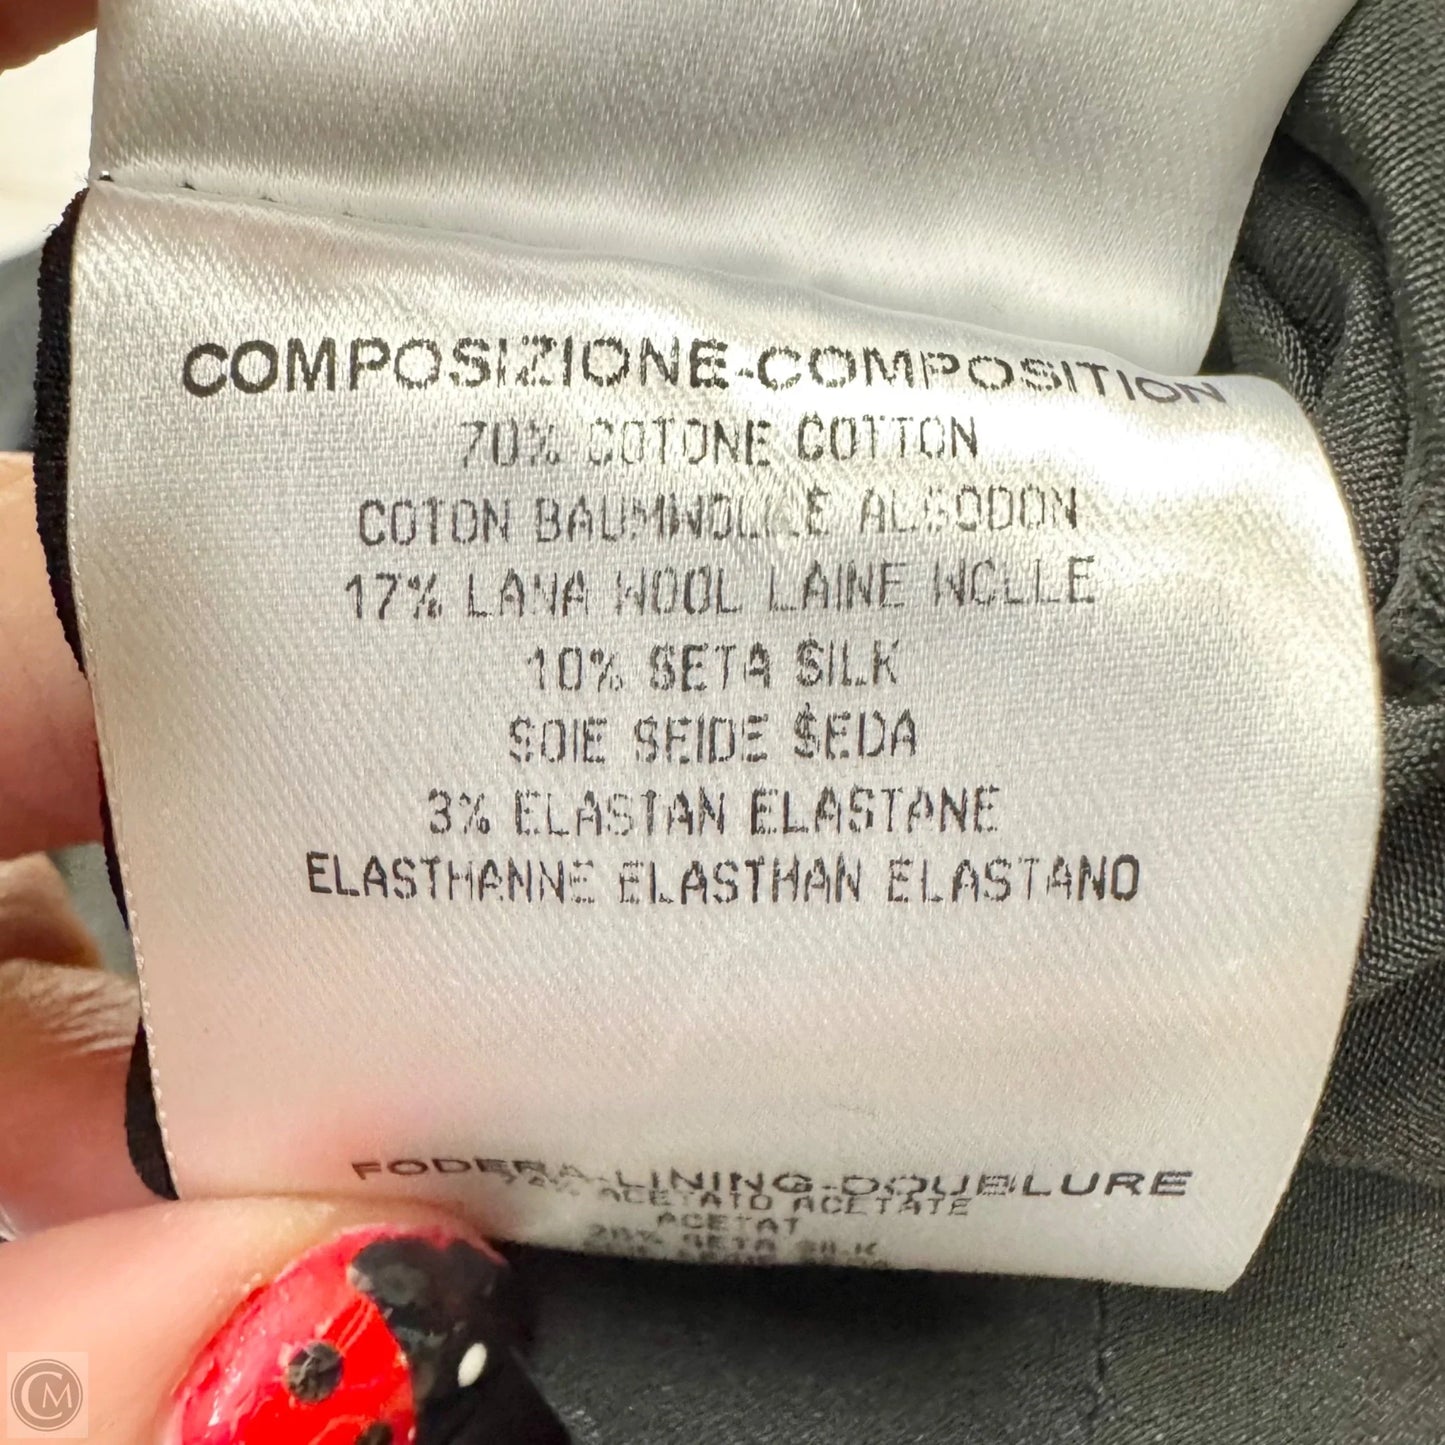 COMPOSIZIONE-COMPOSITION
70% COTONE COTTON
COTON BAUMWOLLE ALGODON
17% LANA WOOL LAINE WOLLE
10% SETA SILK
SOIE SEIDE SEDA
3% ELASTAN ELASTANE
ELASTHANNE ELASTHAN ELASTANO
FODERA-LINING-DOUBLURE
ACETATO ACETATE
ACETAT
SETA SILK
CM